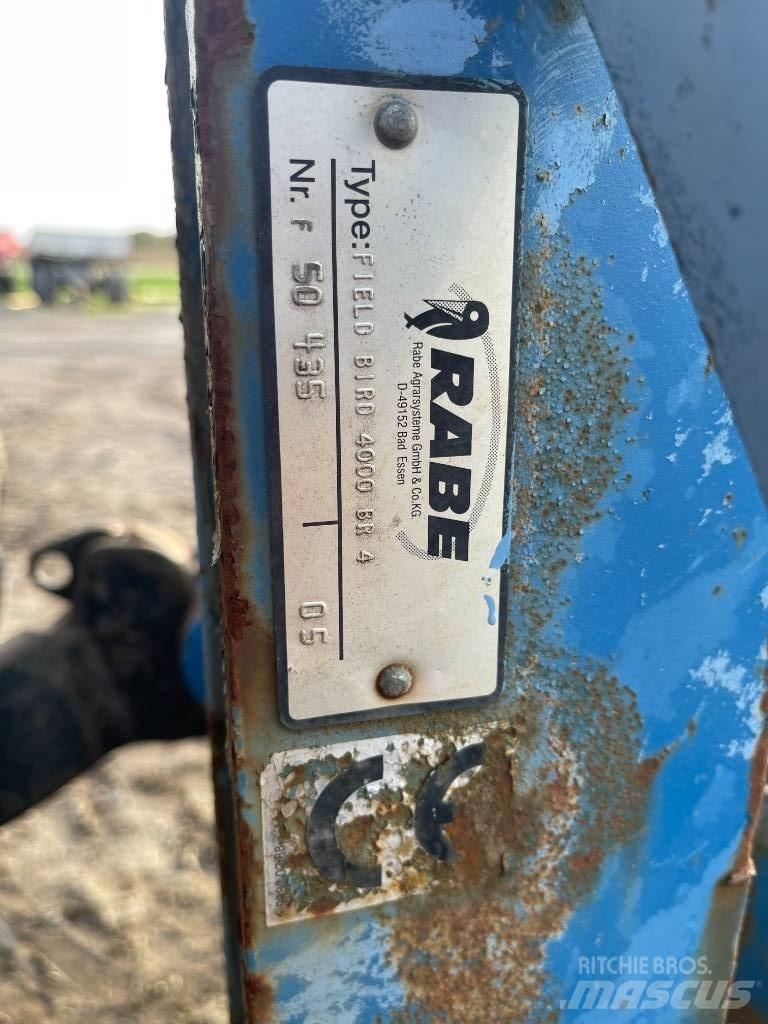 RABE
Rabe Agrarsysteme GmbH & Co.KG.
D-49152 Bad Essen
Type: FIELD BIRD 4000 BR 4
Nr. F 50 435 | 05
CE
RITCHIE BROS.
MASCUS